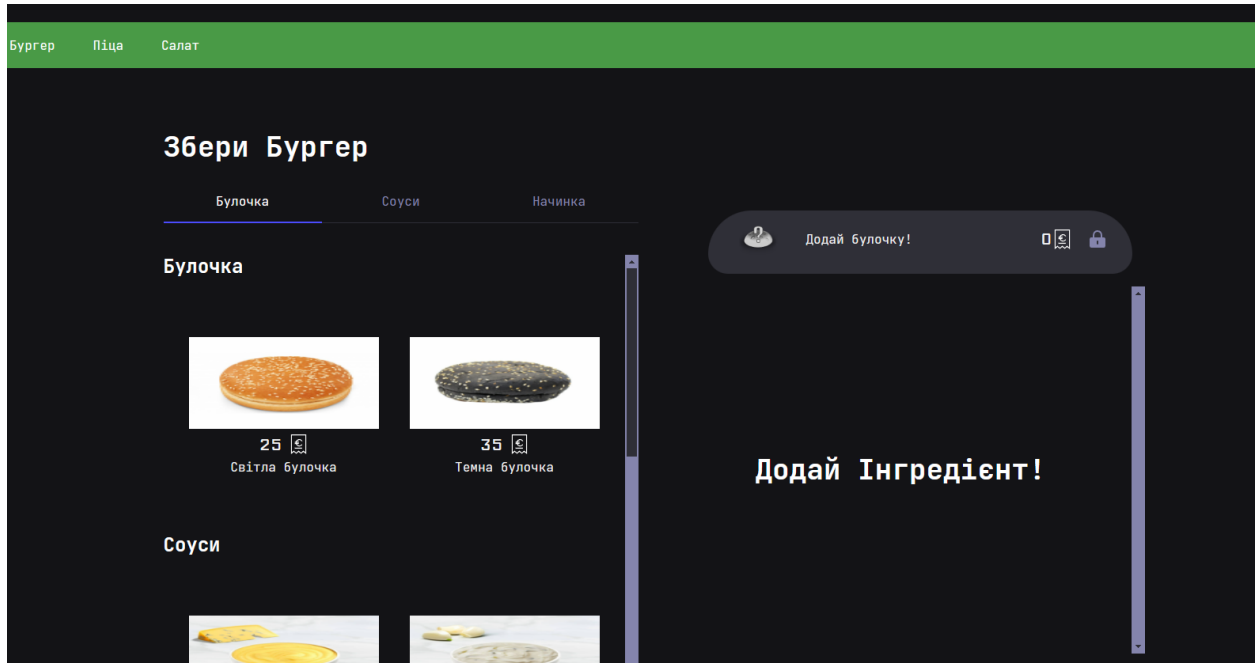 Бургер Піца Салат
Збери Бургер
Булочка Соуси Начинка
Булочка
25
35
Світла булочка
Темна булочка
Соуси
Додай булочку!
0
Додай Інгредієнт!